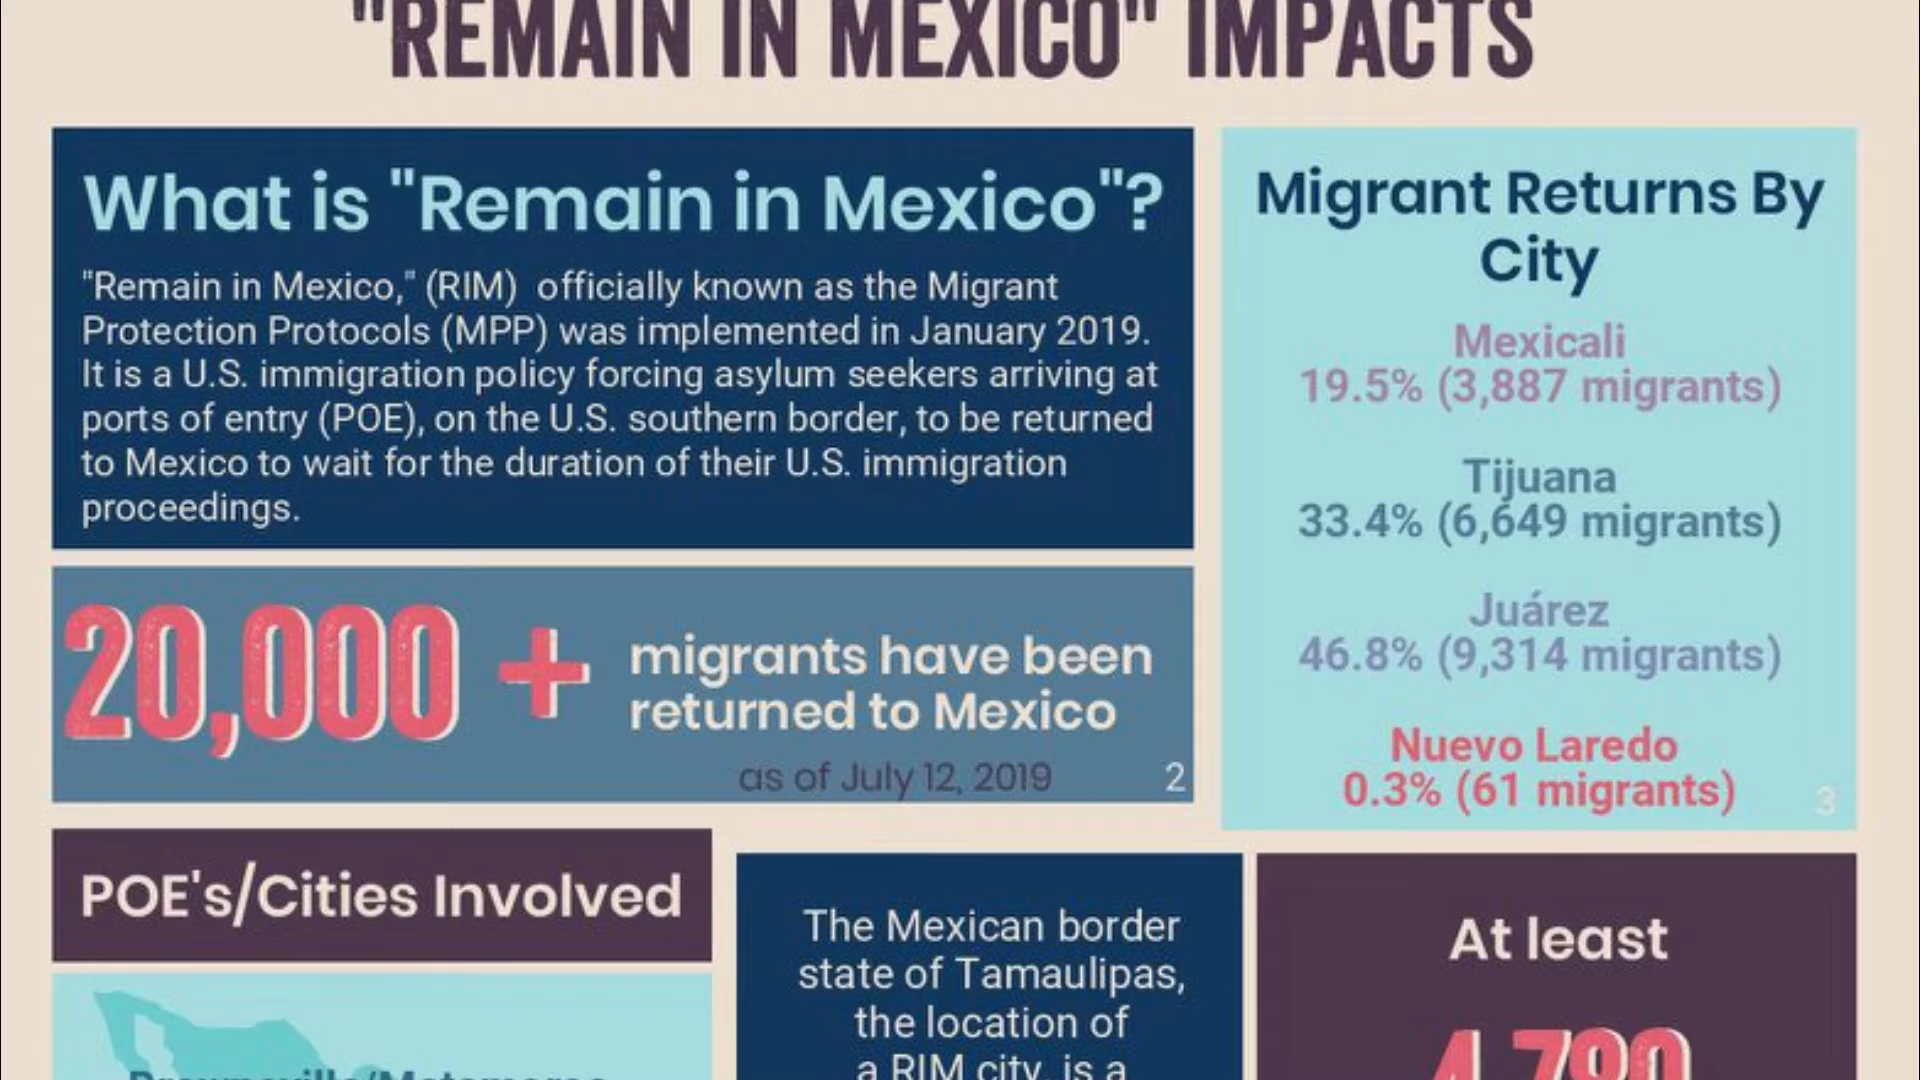 "REMAIN IN MEXICO" IMPACTS
What is "Remain in Mexico"?
"Remain in Mexico," (RIM) officially known as the Migrant
Protection Protocols (MPP) was implemented in January 2019.
It is a U.S. immigration policy forcing asylum seekers arriving at
ports of entry (POE), on the U.S. southern border, to be returned
to Mexico to wait for the duration of their U.S. immigration
proceedings.
20,000 +
migrants have been
returned to Mexico
as of July 12, 2019
2
Migrant Returns By
City
Mexicali
19.5% (3,887 migrants)
Tijuana
33.4% (6,649 migrants)
Juárez
46.8% (9,314 migrants)
Nuevo Laredo
0.3% (61 migrants)
3
POE's/Cities Involved
The Mexican border
state of Tamaulipas,
the location of
a RIM city, is a
At least